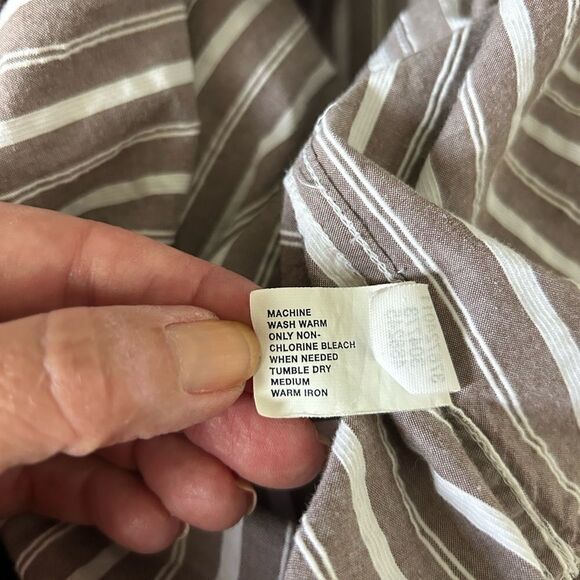 MACHINE
WASH WARM
ONLY NON-
CHLORINE BLEACH
WHEN NEEDED
TUMBLE DRY
MEDIUM
WARM IRON